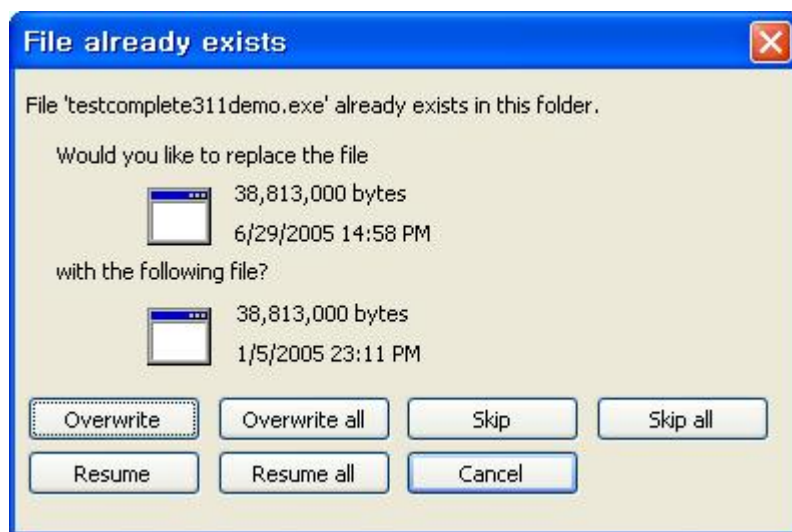 File already exists
File 'testcomplete311demo.exe' already exists in this folder.
Would you like to replace the file
38,813,000 bytes
6/29/2005 14:58 PM
with the following file?
38,813,000 bytes
1/5/2005 23:11 PM
Overwrite Overwrite all Skip Skip all
Resume Resume all Cancel